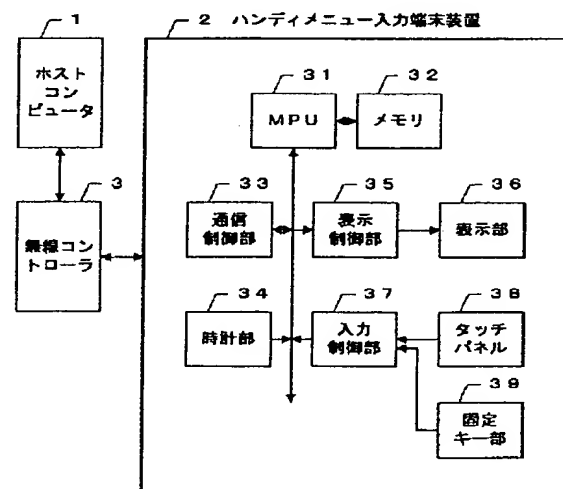 1
2 ハンディメニュー入力端末装置
ホスト
コン
ピュータ
31
MPU
32
メモリ
3
無線コン
トローラ
33
通信
制御部
35
表示
制御部
36
表示部
34
時計部
37
入力
制御部
38
タッチ
パネル
39
固定
キー部